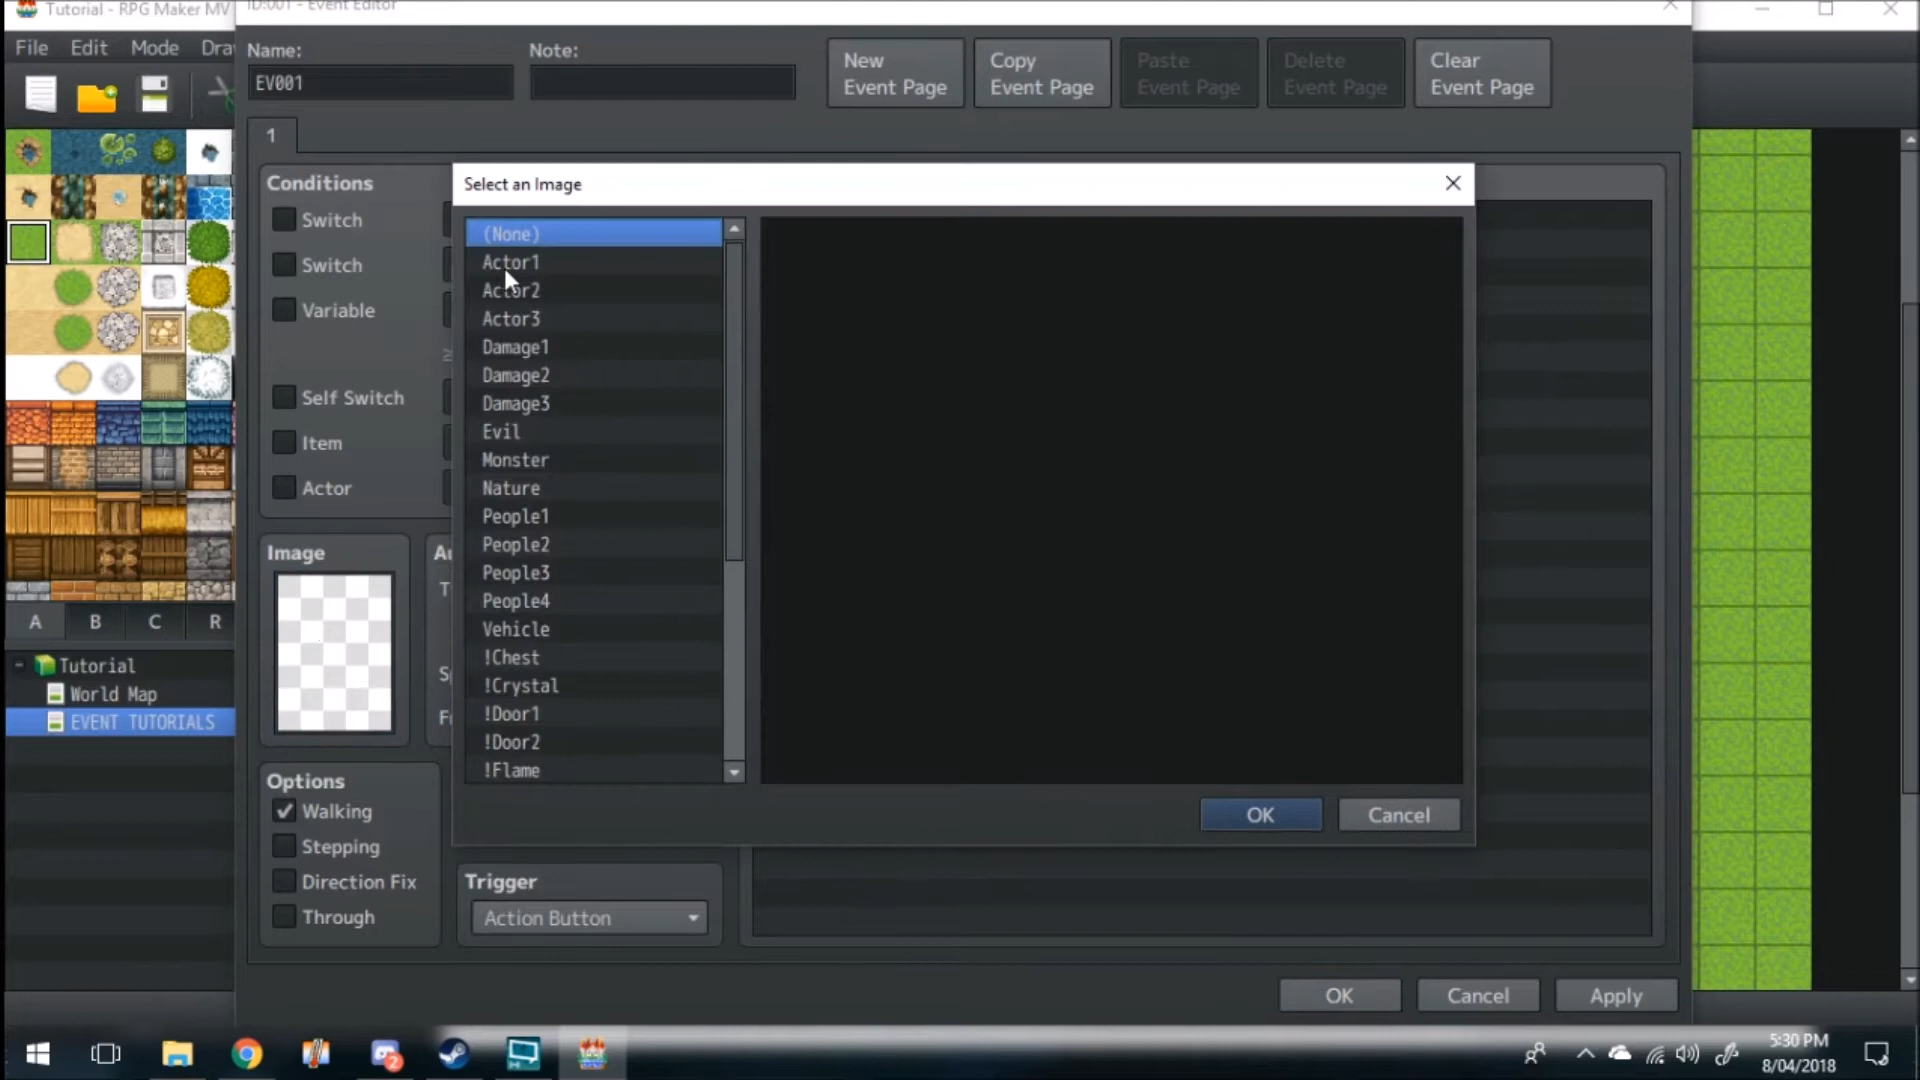 Tutorial - RPG Maker MV
ID:001 - Event Editor
File Edit Mode Dra
Name:
Note:
EV001
New
Event Page
Copy
Event Page
Paste
Event Page
Delete
Event Page
Clear
Event Page
1
Conditions
Switch
Switch
Variable
Self Switch
Item
Actor
Image
Options
Walking
Stepping
Direction Fix
Through
Select an Image
(None)
Actor1
Actor2
Actor3
Damage1
Damage2
Damage3
Evil
Monster
Nature
People1
People2
People3
People4
Vehicle
!Chest
!Crystal
!Door1
!Door2
!Flame
OK Cancel
Trigger
Action Button
OK Cancel Apply
A B C R
Tutorial
World Map
EVENT TUTORIALS
2
5:30 PM
8/04/2018